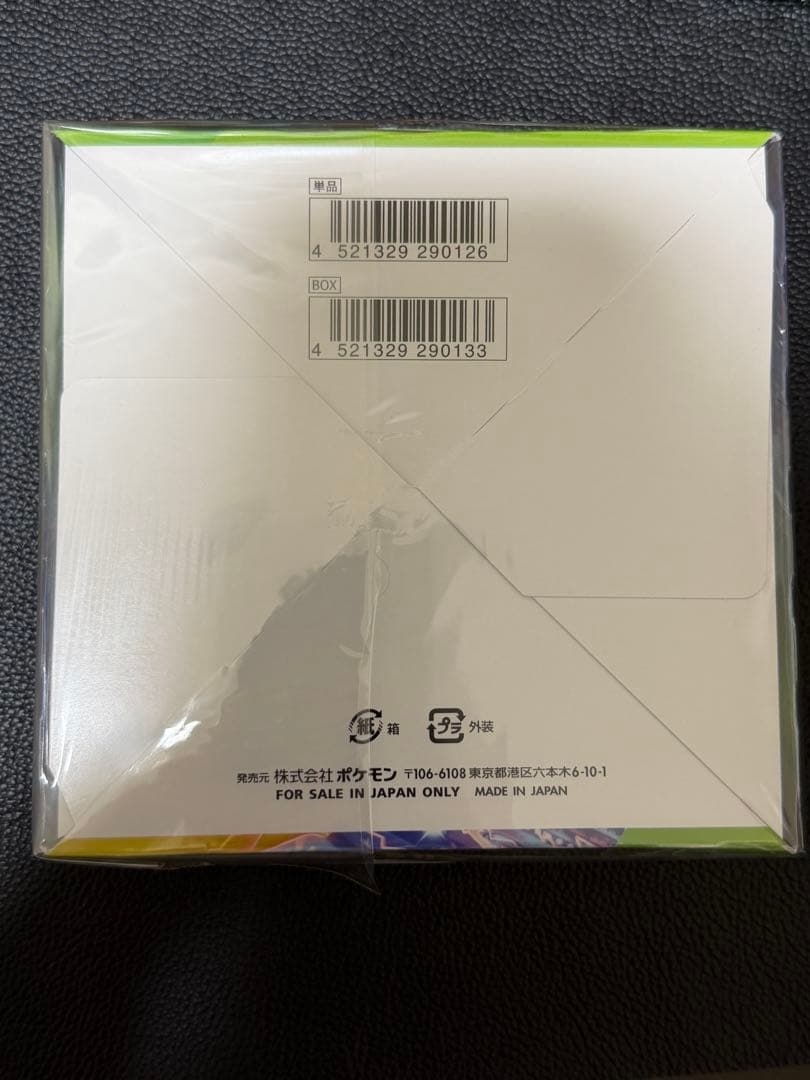 単品
4 521329 290126
BOX
4 521329 290133
紙 箱 プラ 外装
発売元 株式会社 ポケモン 〒106-6108 東京都港区六本木6-10-1
FOR SALE IN JAPAN ONLY MADE IN JAPAN